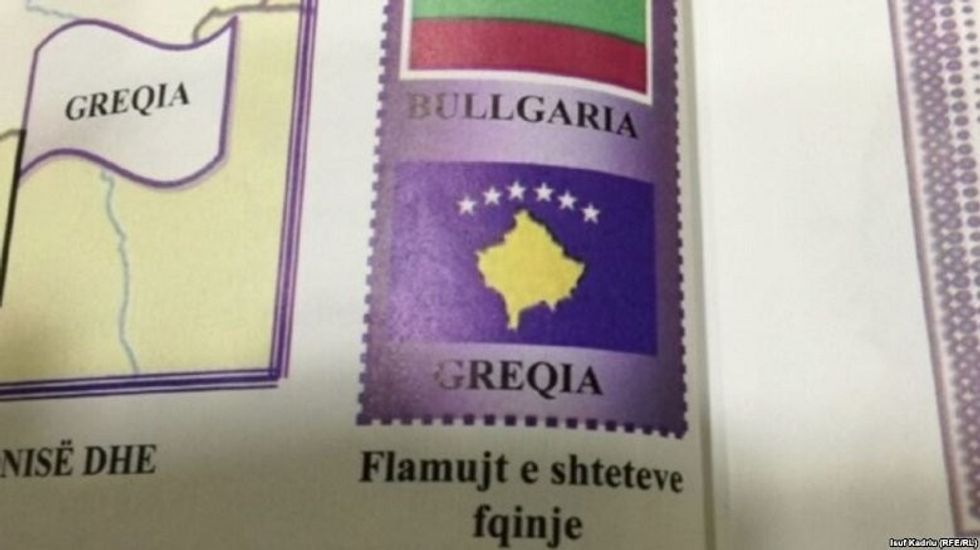 GREQIA
BULLGARIA
GREQIA
NISË DHE
Flamujt e shteteve
fqinje
Isuf Kadriu (RFE/RL)